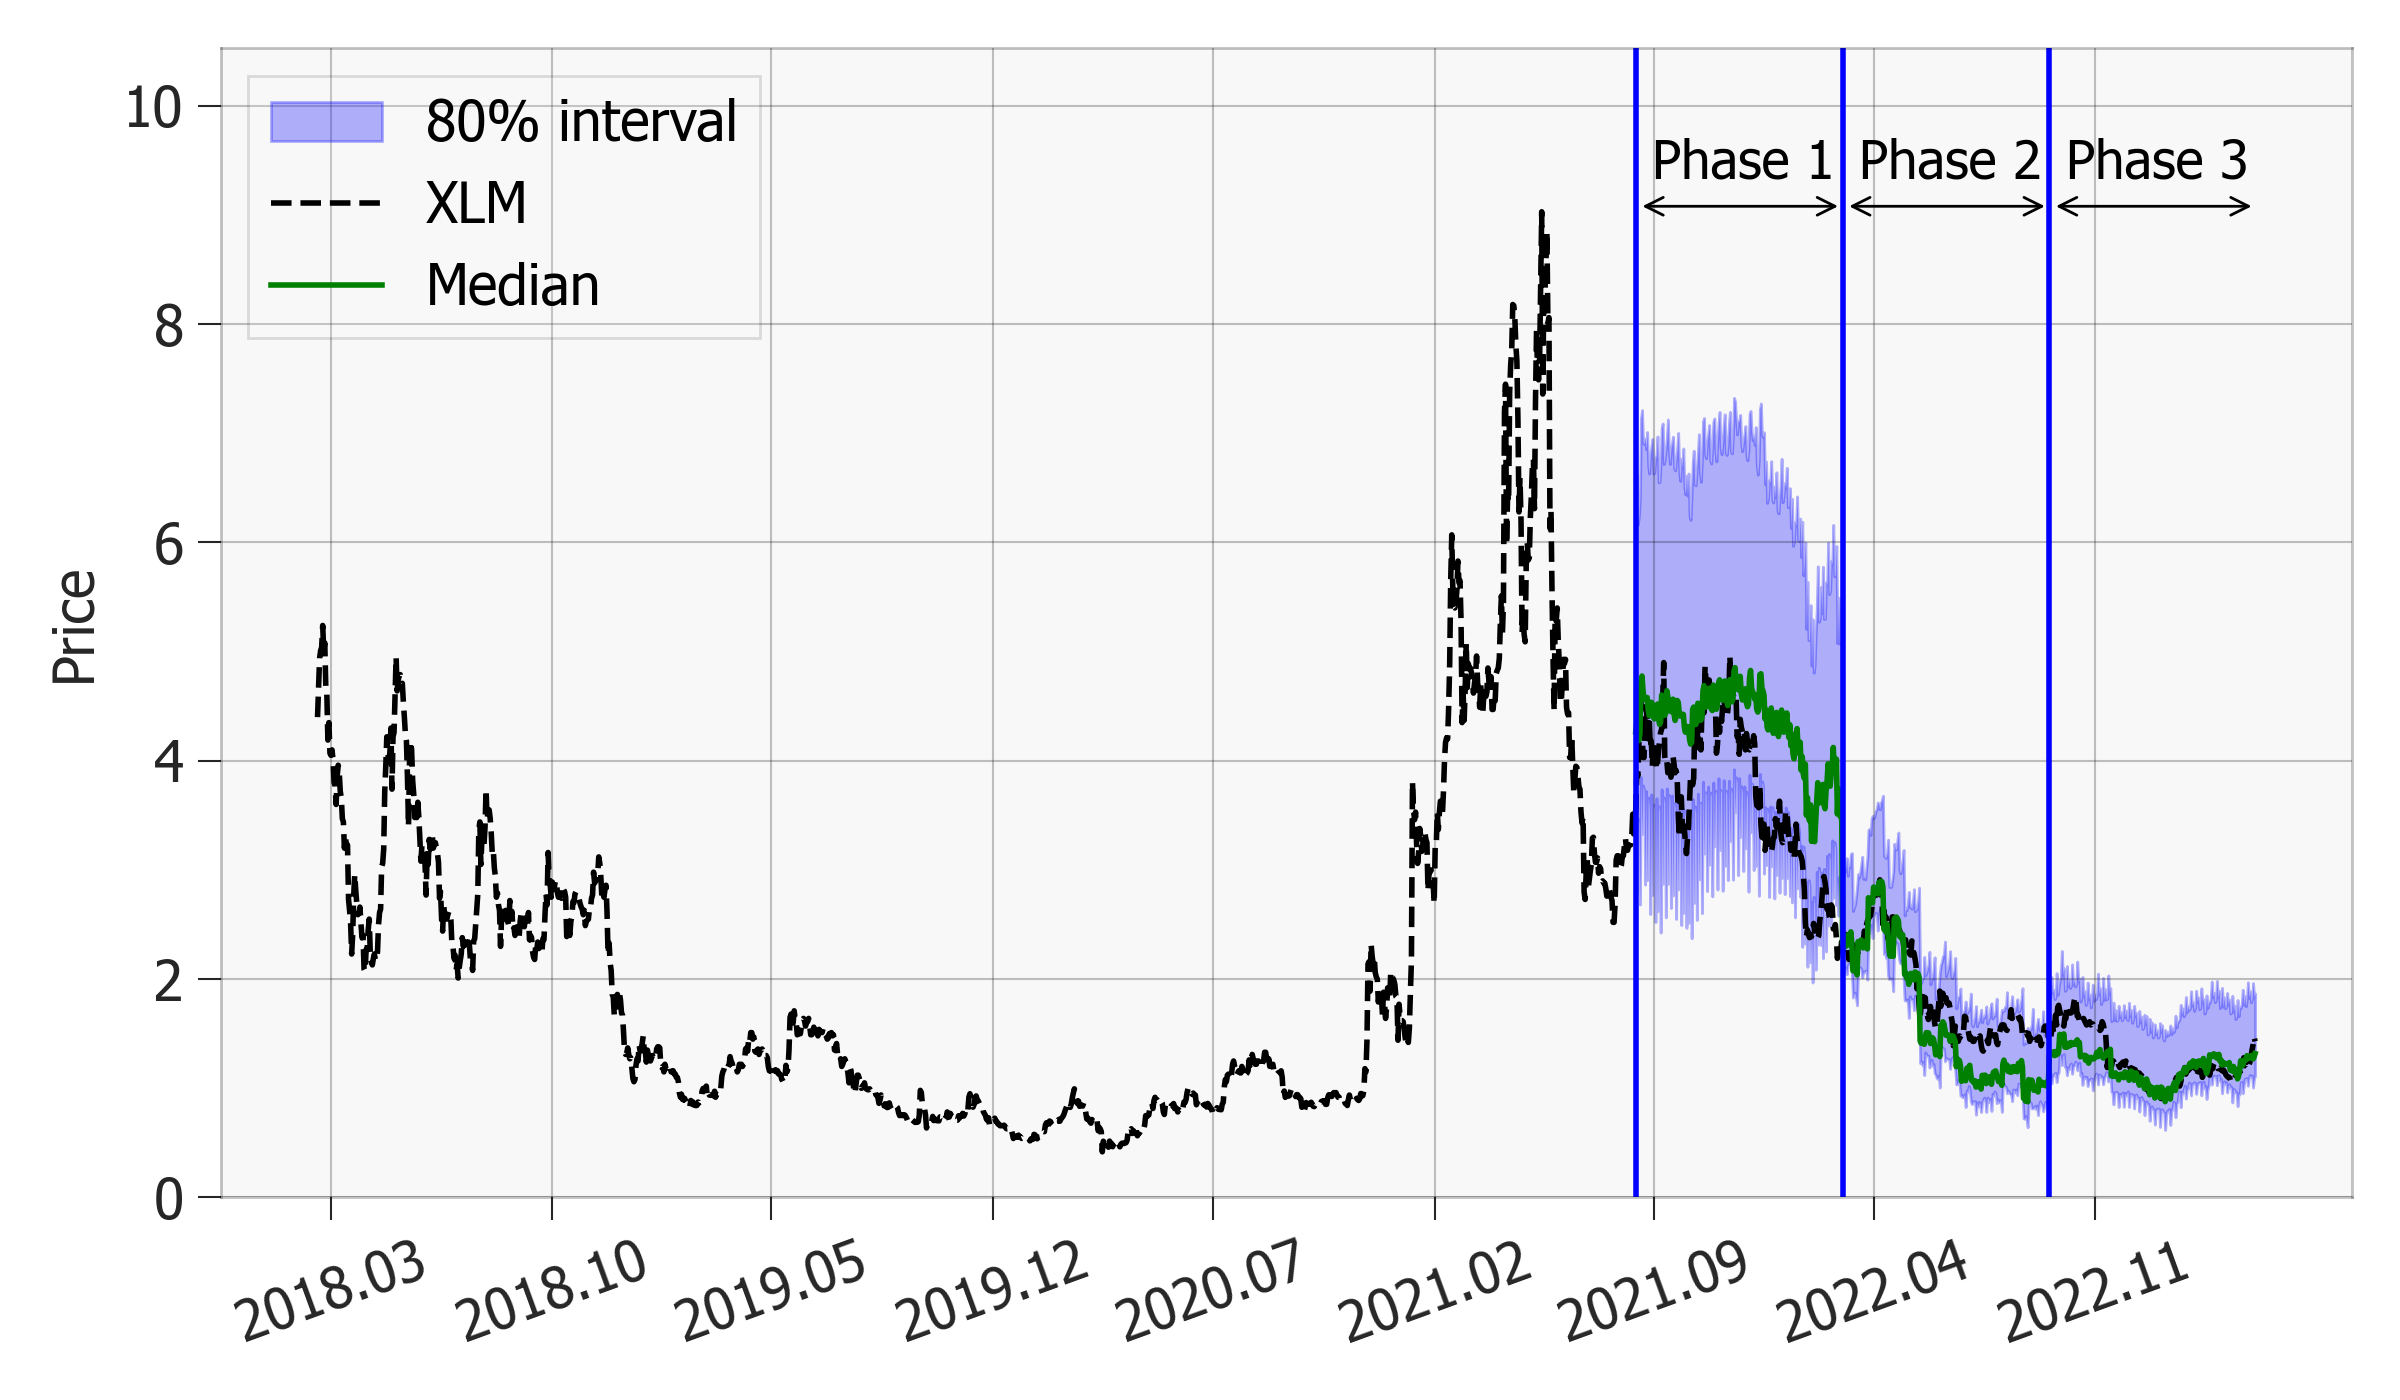 80% interval
XLM
Median
Phase 1
Phase 2
Phase 3
Price
10
8
6
4
2
0
2018.03
2018.10
2019.05
2019.12
2020.07
2021.02
2021.09
2022.04
2022.11